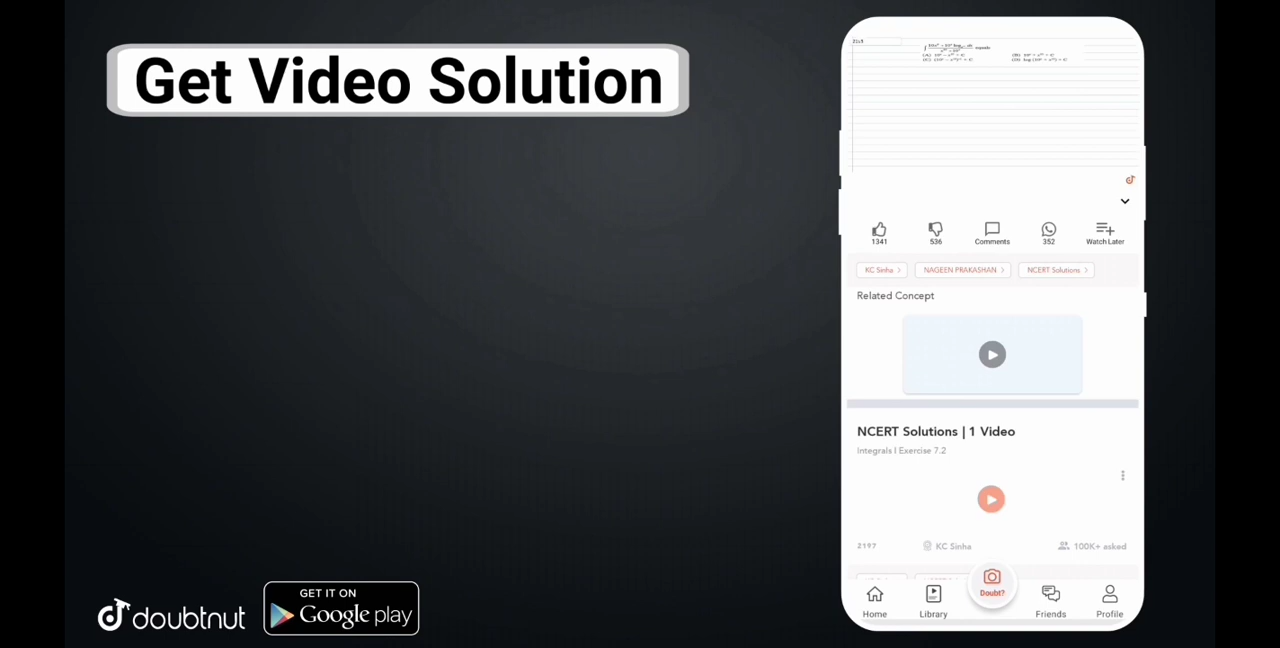 Get Video Solution
equals
1341
536
Comments
352
Watch Later
KC Sinha >
NAGEEN PRAKASHAN >
NCERT Solutions >
Related Concept
NCERT Solutions | 1 Video
Integrals | Exercise 7.2
2197
KC Sinha
100K+ asked
Doubt?
Home
Library
Friends
Profile
doubtnut
GET IT ON
Google play